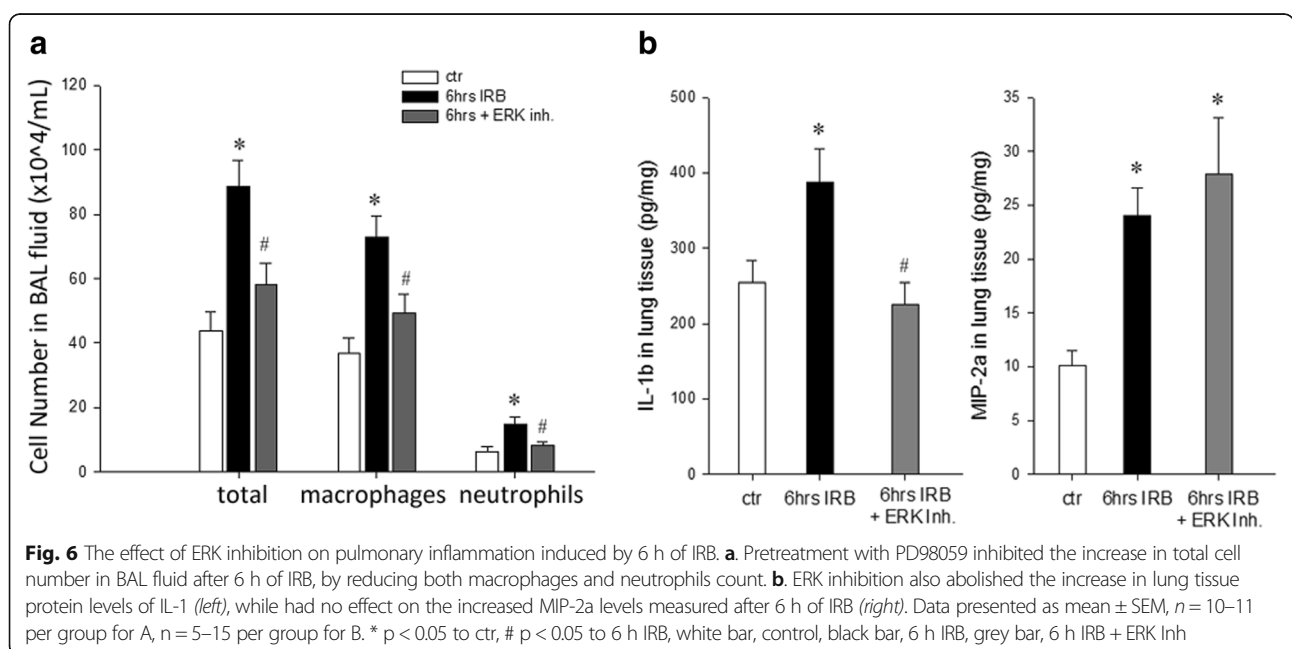 a
Cell Number in BAL fluid (x10^4/mL)
120
100
80
60
40
20
0
ctr
6hrs IRB
6hrs + ERK inh.
*
#
*
#
*
#
total macrophages neutrophils
b
IL-1b in lung tissue (pg/mg)
500
400
300
200
100
0
*
#
ctr 6hrs IRB 6hrs IRB
+ ERK Inh.
MIP-2a in lung tissue (pg/mg)
35
30
25
20
15
10
5
0
*
*
ctr 6hrs IRB 6hrs IRB
+ ERK Inh.
Fig. 6 The effect of ERK inhibition on pulmonary inflammation induced by 6 h of IRB. a. Pretreatment with PD98059 inhibited the increase in total cell
number in BAL fluid after 6 h of IRB, by reducing both macrophages and neutrophils count. b. ERK inhibition also abolished the increase in lung tissue
protein levels of IL-1 (left), while had no effect on the increased MIP-2a levels measured after 6 h of IRB (right). Data presented as mean ± SEM, n = 10–11
per group for A, n = 5–15 per group for B. * p < 0.05 to ctr, # p < 0.05 to 6 h IRB, white bar, control, black bar, 6 h IRB, grey bar, 6 h IRB + ERK Inh